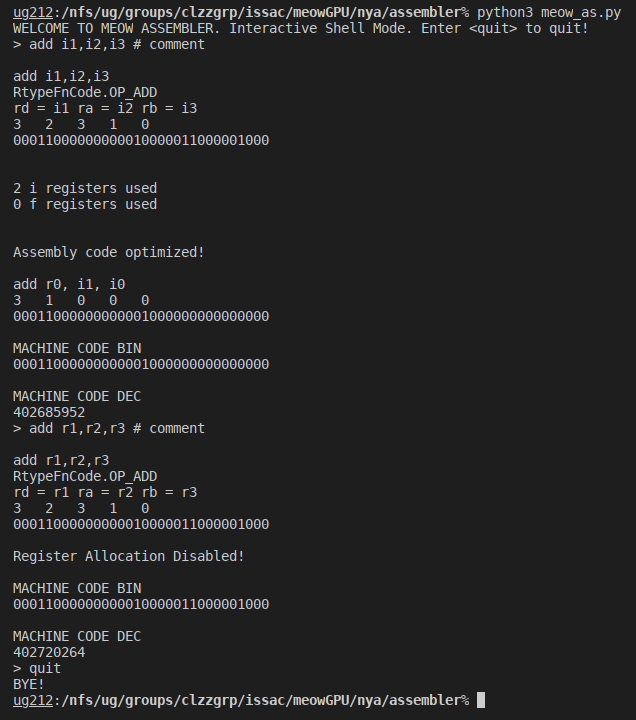 ug212:/nfs/ug/groups/clzzgrp/issac/meowGPU/nya/assembler% python3 meow_as.py
WELCOME TO MEOW ASSEMBLER. Interactive Shell Mode. Enter <quit> to quit!
> add i1,i2,i3 # comment
add i1,i2,i3
RtypeFnCode.OP_ADD
rd = i1 ra = i2 rb = i3
3   2   3   1   0
00011000000000010000011000001000
2 i registers used
0 f registers used
Assembly code optimized!
add r0, i1, i0
3   1   0   0   0
00011000000000001000000000000000
MACHINE CODE BIN
00011000000000001000000000000000
MACHINE CODE DEC
402685952
> add r1,r2,r3 # comment
add r1,r2,r3
RtypeFnCode.OP_ADD
rd = r1 ra = r2 rb = r3
3   2   3   1   0
00011000000000010000011000001000
Register Allocation Disabled!
MACHINE CODE BIN
00011000000000010000011000001000
MACHINE CODE DEC
402720264
> quit
BYE!
ug212:/nfs/ug/groups/clzzgrp/issac/meowGPU/nya/assembler%